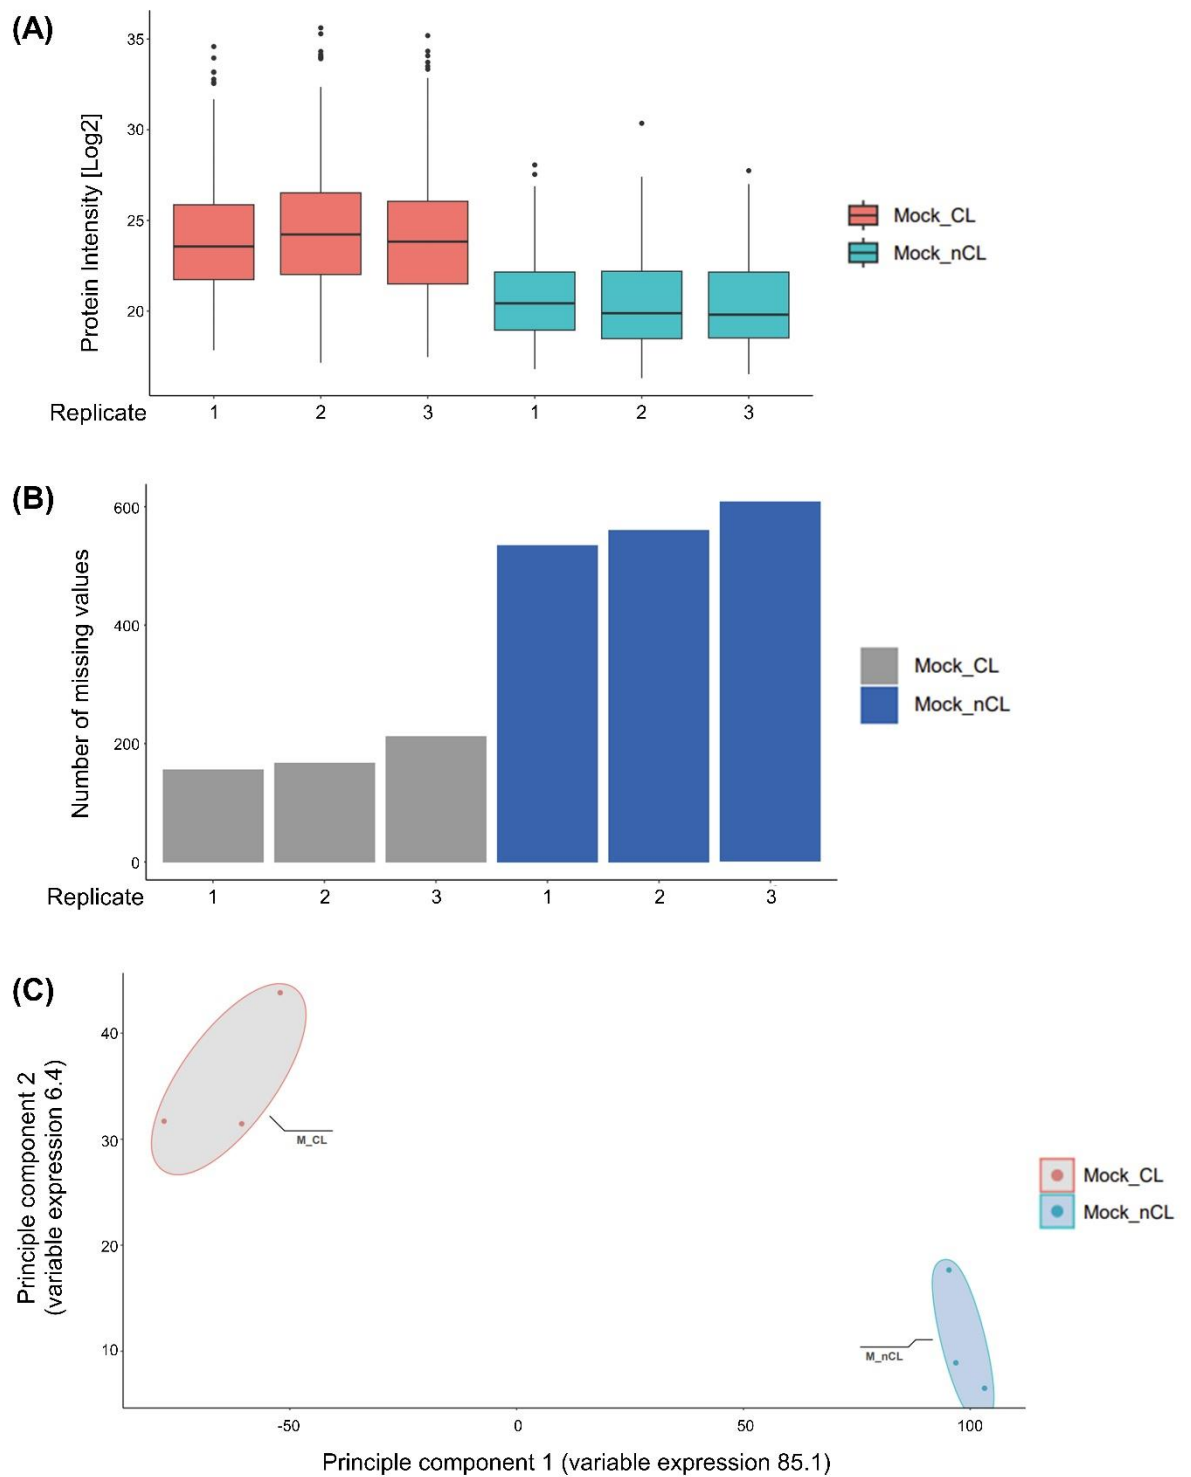 (A)
Protein Intensity [Log2]
35
30
25
20
Replicate 1 2 3 1 2 3
Mock_CL
Mock_nCL
(B)
Number of missing values
600
400
200
0
Replicate 1 2 3 1 2 3
Mock_CL
Mock_nCL
(C)
Principle component 2
(variable expression 6.4)
40
30
20
10
M_CL
M_nCL
Mock_CL
Mock_nCL
-50 0 50 100
Principle component 1 (variable expression 85.1)